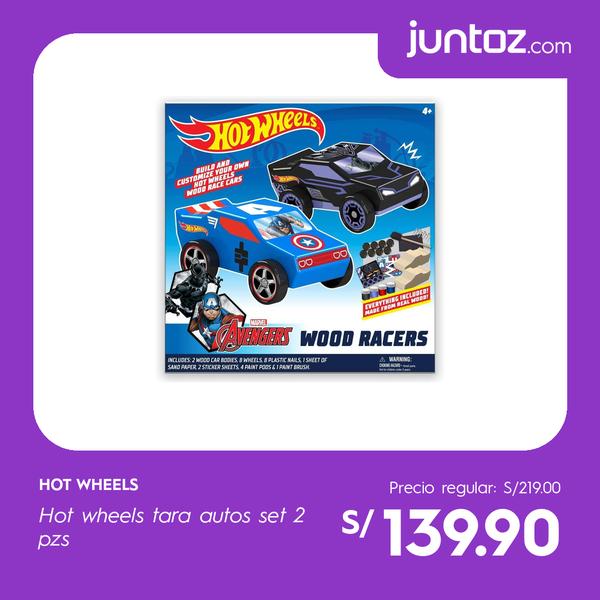 juntoz.com
4+
HOT WHEELS
BUILD AND
CUSTOMIZE YOUR OWN
HOT WHEELS
WOOD RACE CARS
EVERYTHING INCLUDED!
MADE FROM REAL WOOD!
MARVEL
AVENGERS
WOOD RACERS
INCLUDES: 2 WOOD CAR BODIES, 8 WHEELS, 8 PLASTIC NAILS, 1 SHEET OF
SAND PAPER, 2 STICKER SHEETS, 4 PAINT PODS & 1 PAINT BRUSH.
WARNING:
HOT WHEELS
Hot wheels tara autos set 2
pzs
Precio regular: S/219.00
S/139.90